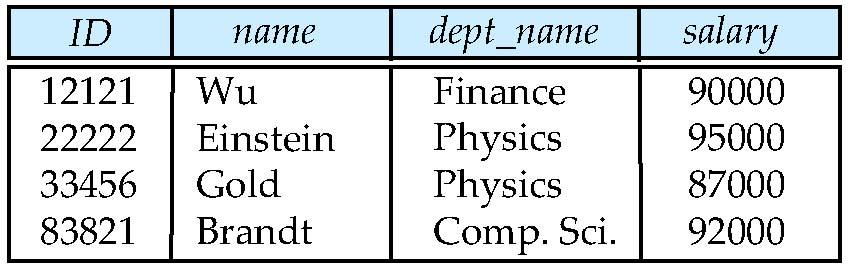 ID name dept_name salary
12121 Wu Finance 90000
22222 Einstein Physics 95000
33456 Gold Physics 87000
83821 Brandt Comp. Sci. 92000